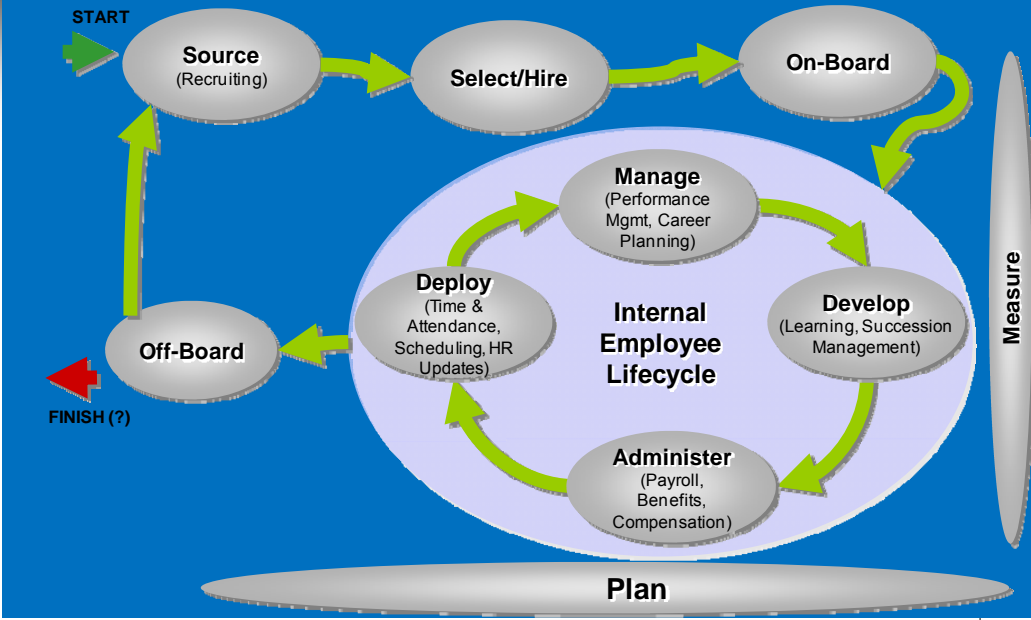 START
Source
(Recruiting)
Select/Hire
On-Board
Manage
(Performance
Mgmt, Career
Planning)
Deploy
(Time &
Attendance,
Scheduling, HR
Updates)
Internal
Employee
Lifecycle
Develop
(Learning, Succession
Management)
Measure
Off-Board
FINISH (?)
Administer
(Payroll,
Benefits,
Compensation)
Plan